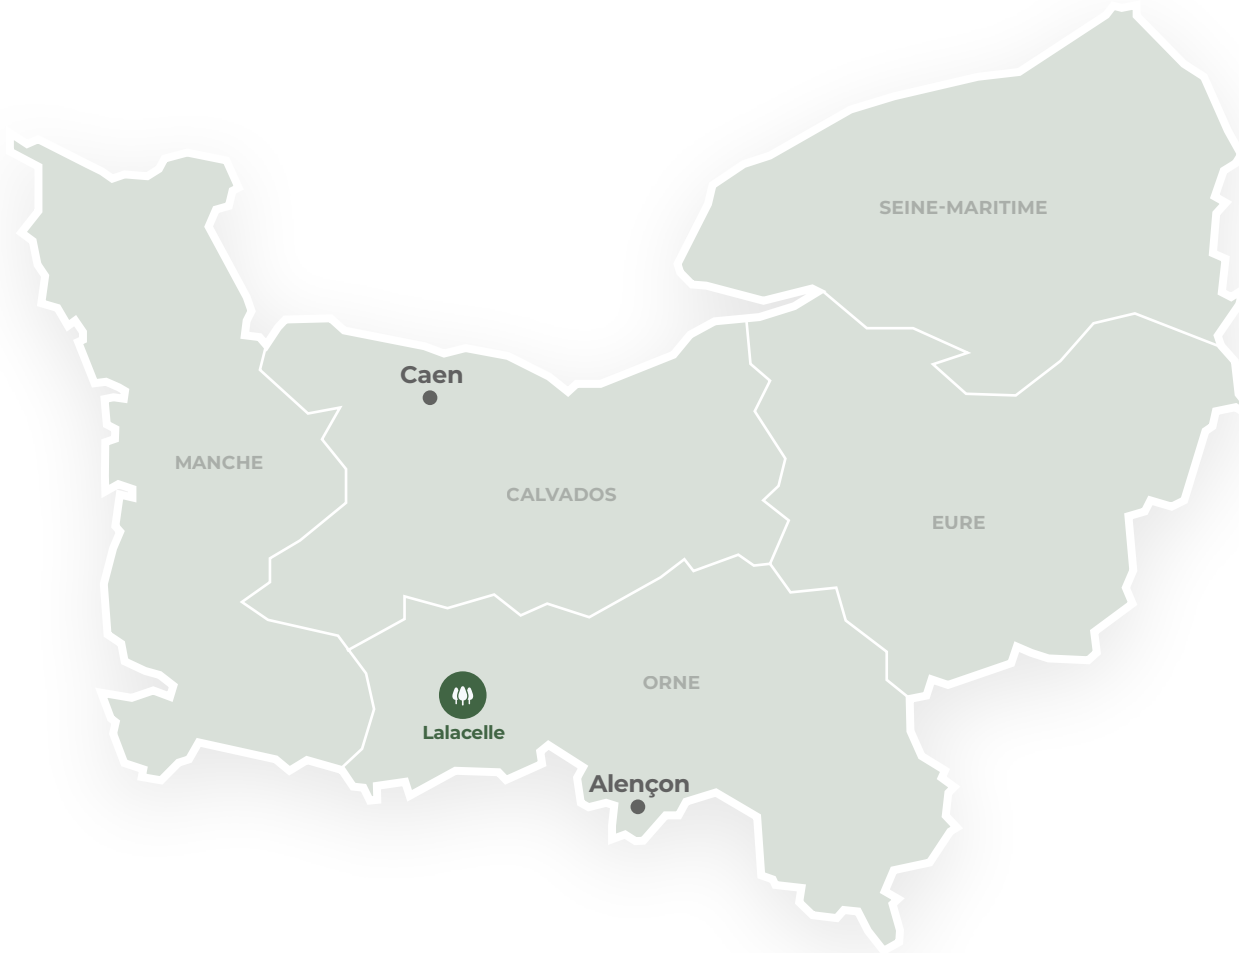 SEINE-MARITIME
Caen
MANCHE
CALVADOS
EURE
ORNE
Lalacelle
Alençon